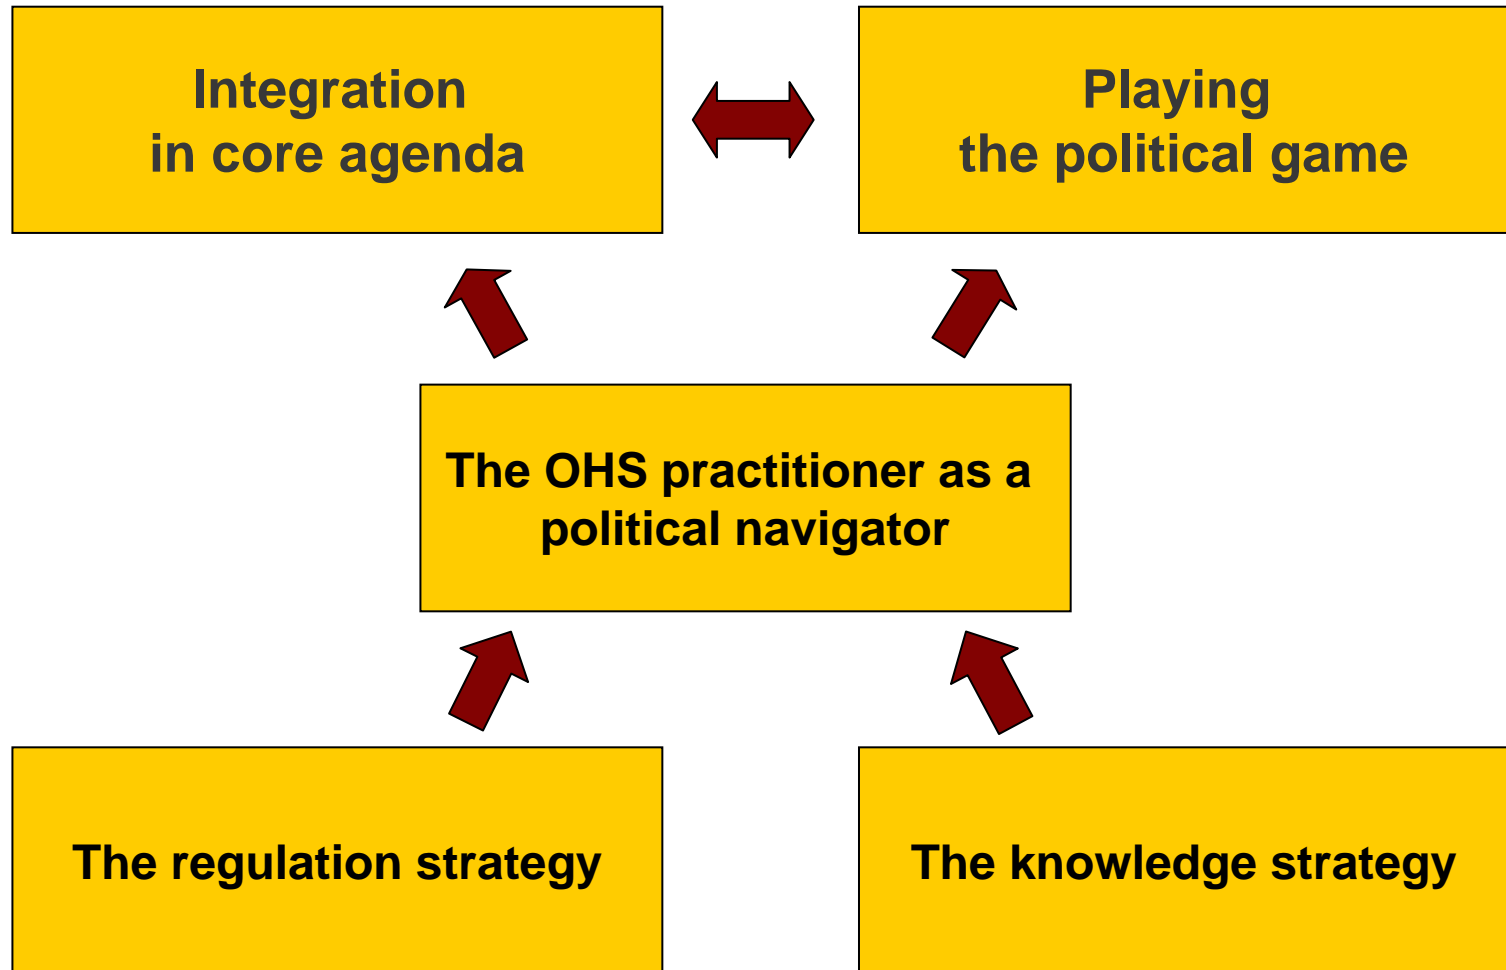 Integration
in core agenda
Playing
the political game
The OHS practitioner as a
political navigator
The regulation strategy
The knowledge strategy